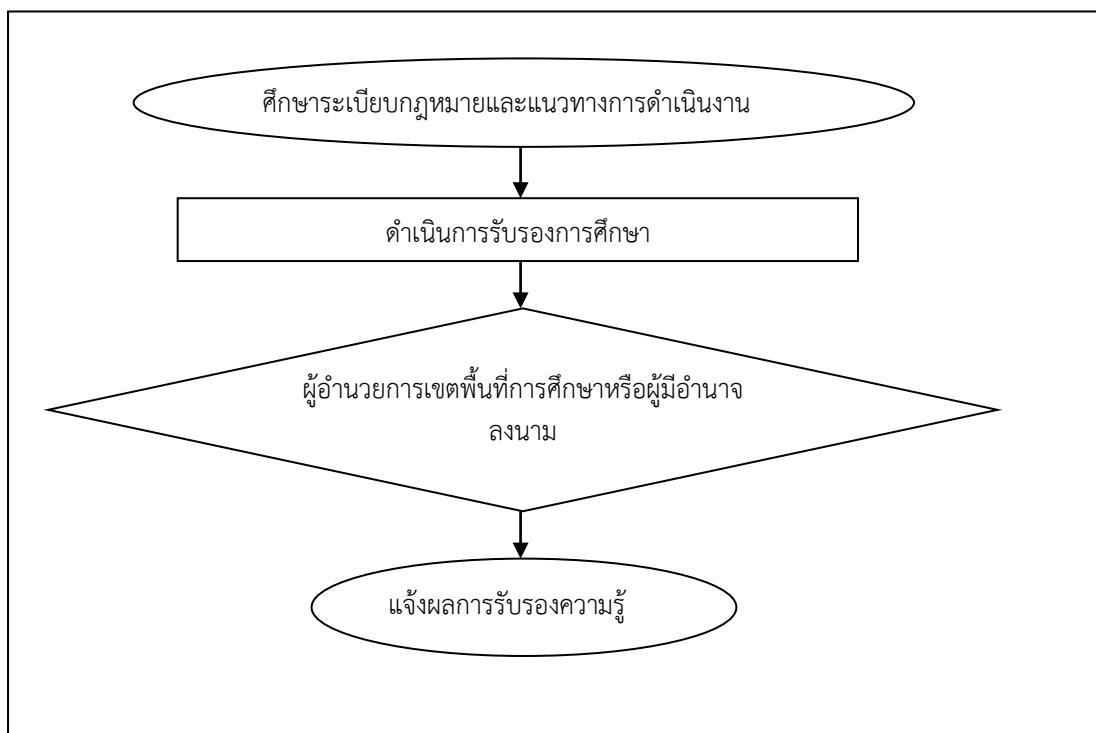 ศึกษาระเบียบกฎหมายและแนวทางการดำเนินงาน
ดำเนินการรับรองการศึกษา
ผู้อำนวยการเขตพื้นที่การศึกษาหรือผู้มีอำนาจ
ลงนาม
แจ้งผลการรับรองความรู้